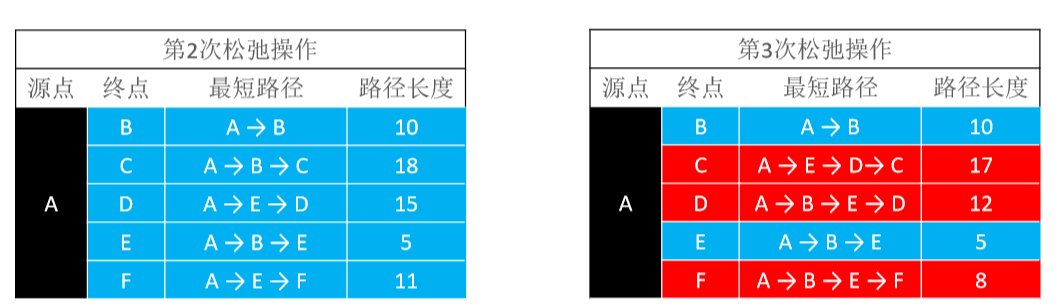 第2次松弛操作
源点 终点 最短路径 路径长度
A
B A→B 10
C A→B→C 18
D A→E→D 15
E A→B→E 5
F A→E→F 11
第3次松弛操作
源点 终点 最短路径 路径长度
A
B A→B 10
C A→E→D→C 17
D A→B→E→D 12
E A→B→E 5
F A→B→E→F 8